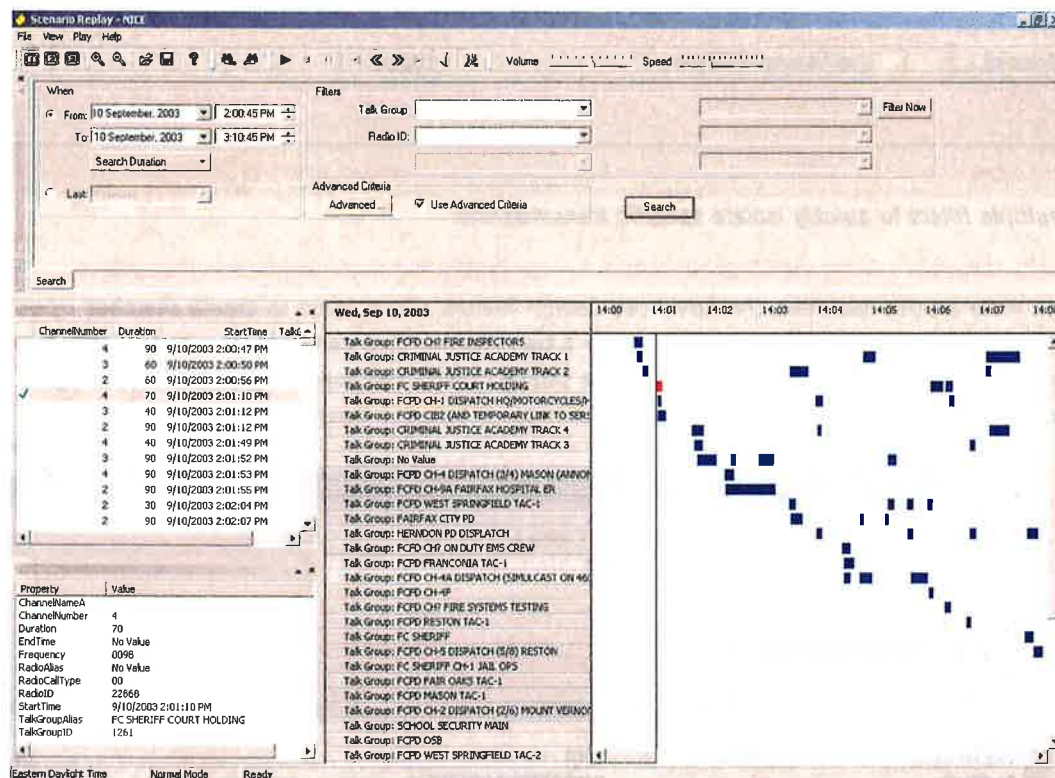 Scenario Replay - NICE
File View Play Help
Volume Speed
When
From: 10 September, 2003 2:00:45 PM
To: 10 September, 2003 3:10:45 PM
Search Duration
Last:
Filters
Talk Group
Radio ID:
Filter Now
Advanced Criteria
Advanced... Use Advanced Criteria
Search
Search
ChannelNumber Duration StartTime TalkG
4 90 9/10/2003 2:00:47 PM
3 60 9/10/2003 2:00:50 PM
2 60 9/10/2003 2:00:56 PM
4 70 9/10/2003 2:01:10 PM
3 40 9/10/2003 2:01:12 PM
2 90 9/10/2003 2:01:12 PM
4 40 9/10/2003 2:01:49 PM
3 90 9/10/2003 2:01:52 PM
4 90 9/10/2003 2:01:53 PM
2 90 9/10/2003 2:01:55 PM
2 30 9/10/2003 2:02:04 PM
2 90 9/10/2003 2:02:07 PM
Property Value
ChannelNameA
ChannelNumber 4
Duration 70
EndTime No Value
Frequency 0098
RadioAlias No Value
RadioCallType 00
RadioID 22868
StartTime 9/10/2003 2:01:10 PM
TalkGroupAlias FC SHERIFF COURT HOLDING
TalkGroupID 1261
Wed, Sep 10, 2003 14:00 14:01 14:02 14:03 14:04 14:05 14:06 14:07 14:08
Talk Group: FCFD CH7 FIRE INSPECTORS
Talk Group: CRIMINAL JUSTICE ACADEMY TRACK 1
Talk Group: CRIMINAL JUSTICE ACADEMY TRACK 2
Talk Group: FC SHERIFF COURT HOLDING
Talk Group: FCPD CH-1 DISPATCH HQ/MOTORCYCLES/H
Talk Group: FCPD CIB2 (AND TEMPORARY LINK TO SER
Talk Group: CRIMINAL JUSTICE ACADEMY TRACK 4
Talk Group: CRIMINAL JUSTICE ACADEMY TRACK 3
Talk Group: No Value
Talk Group: FCPD CH-4 DISPATCH (3/4) MASON (ANNON
Talk Group: FCFD CH-9A FAIRFAX HOSPITAL ER
Talk Group: FCPD WEST SPRINGFIELD TAC-1
Talk Group: FAIRFAX CITY PD
Talk Group: HERNDON PD DISPLATCH
Talk Group: FCFD CH7 ON DUTY EMS CREW
Talk Group: FCPD FRANCONIA TAC-1
Talk Group: FCFD CH-4A DISPATCH (SIMULCAST ON 46
Talk Group: FCFD CH-4P
Talk Group: FCFD CH7 FIRE SYSTEMS TESTING
Talk Group: FCPD RESTON TAC-1
Talk Group: FC SHERIFF
Talk Group: FCPD CH-5 DISPATCH (5/8) RESTON
Talk Group: FC SHERIFF CH-1 JAIL OPS
Talk Group: FCPD FAIR OAKS TAC-1
Talk Group: FCPD MASON TAC-1
Talk Group: FCPD CH-2 DISPATCH (2/6) MOUNT VERNON
Talk Group: SCHOOL SECURITY MAIN
Talk Group: FCPD OSB
Talk Group: FCPD WEST SPRINGFIELD TAC-2
Eastern Daylight Time Normal Mode Ready